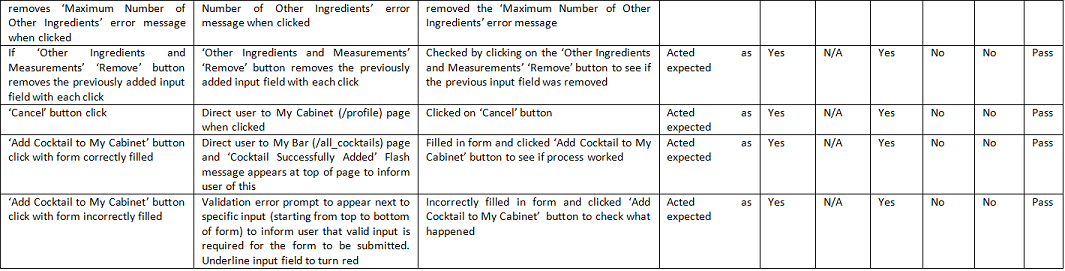 removes ‘Maximum Number of Other Ingredients’ error message when clicked
Number of Other Ingredients’ error message when clicked
removed the ‘Maximum Number of Other Ingredients’ error message
If ‘Other Ingredients and Measurements’ ‘Remove’ button removes the previously added input field with each click
‘Other Ingredients and Measurements’ ‘Remove’ button removes the previously added input field with each click
Checked by clicking on the ‘Other Ingredients and Measurements’ ‘Remove’ button to see if the previous input field was removed
Acted as expected
Yes
N/A
Yes
No
No
Pass
‘Cancel’ button click
Direct user to My Cabinet (/profile) page when clicked
Clicked on ‘Cancel’ button
Acted as expected
Yes
N/A
Yes
No
No
Pass
‘Add Cocktail to My Cabinet’ button click with form correctly filled
Direct user to My Bar (/all_cocktails) page and ‘Cocktail Successfully Added’ Flash message appears at top of page to inform user of this
Filled in form and clicked ‘Add Cocktail to My Cabinet’ button to see if process worked
Acted as expected
Yes
N/A
Yes
No
No
Pass
‘Add Cocktail to My Cabinet’ button click with form incorrectly filled
Validation error prompt to appear next to specific input (starting from top to bottom of form) to inform user that valid input is required for the form to be submitted. Underline input field to turn red
Incorrectly filled in form and clicked ‘Add Cocktail to My Cabinet’ button to check what happened
Acted as expected
Yes
N/A
Yes
No
No
Pass